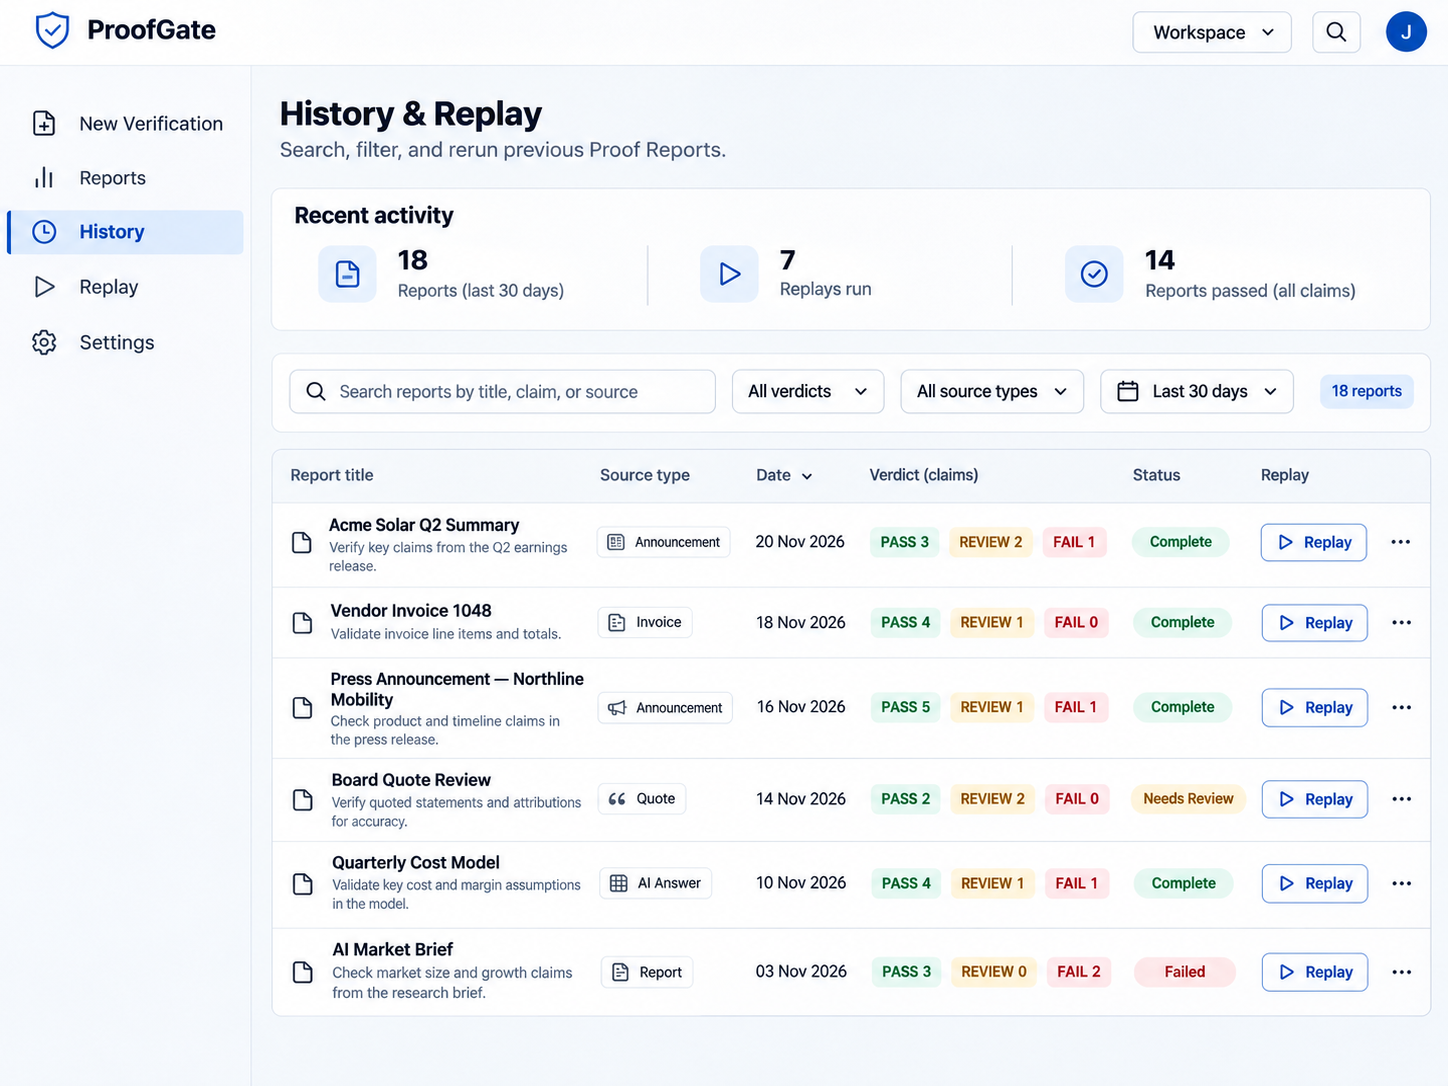 ProofGate
Workspace
J
New Verification
Reports
History
Replay
Settings
History & Replay
Search, filter, and rerun previous Proof Reports.
Recent activity
18
Reports (last 30 days)
7
Replays run
14
Reports passed (all claims)
Search reports by title, claim, or source
All verdicts
All source types
Last 30 days
18 reports
Report title
Source type
Date
Verdict (claims)
Status
Replay
Acme Solar Q2 Summary
Verify key claims from the Q2 earnings
release.
Announcement
20 Nov 2026
PASS 3
REVIEW 2
FAIL 1
Complete
Replay
Vendor Invoice 1048
Validate invoice line items and totals.
Invoice
18 Nov 2026
PASS 4
REVIEW 1
FAIL 0
Complete
Replay
Press Announcement — Northline
Mobility
Check product and timeline claims in
the press release.
Announcement
16 Nov 2026
PASS 5
REVIEW 1
FAIL 1
Complete
Replay
Board Quote Review
Verify quoted statements and attributions
for accuracy.
Quote
14 Nov 2026
PASS 2
REVIEW 2
FAIL 0
Needs Review
Replay
Quarterly Cost Model
Validate key cost and margin assumptions
in the model.
AI Answer
10 Nov 2026
PASS 4
REVIEW 1
FAIL 1
Complete
Replay
AI Market Brief
Check market size and growth claims
from the research brief.
Report
03 Nov 2026
PASS 3
REVIEW 0
FAIL 2
Failed
Replay